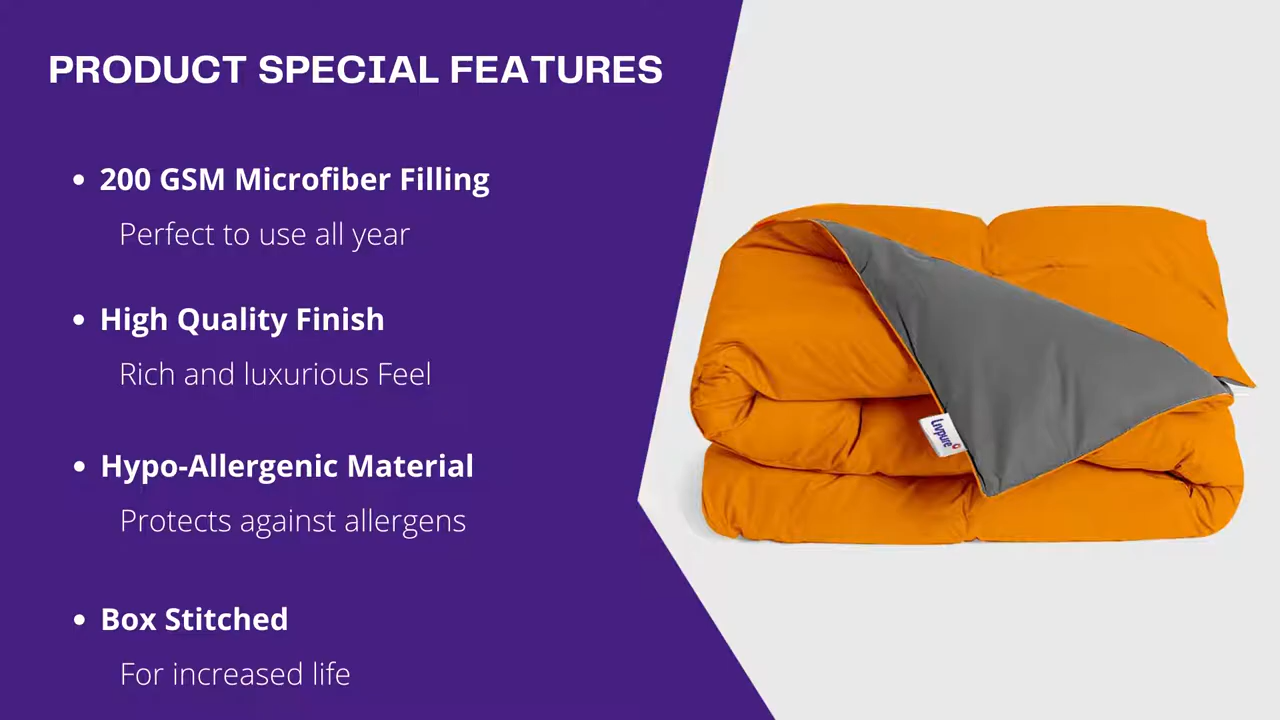 PRODUCT SPECIAL FEATURES
• 200 GSM Microfiber Filling
Perfect to use all year
• High Quality Finish
Rich and luxurious Feel
• Hypo-Allergenic Material
Protects against allergens
• Box Stitched
For increased life
Livpure